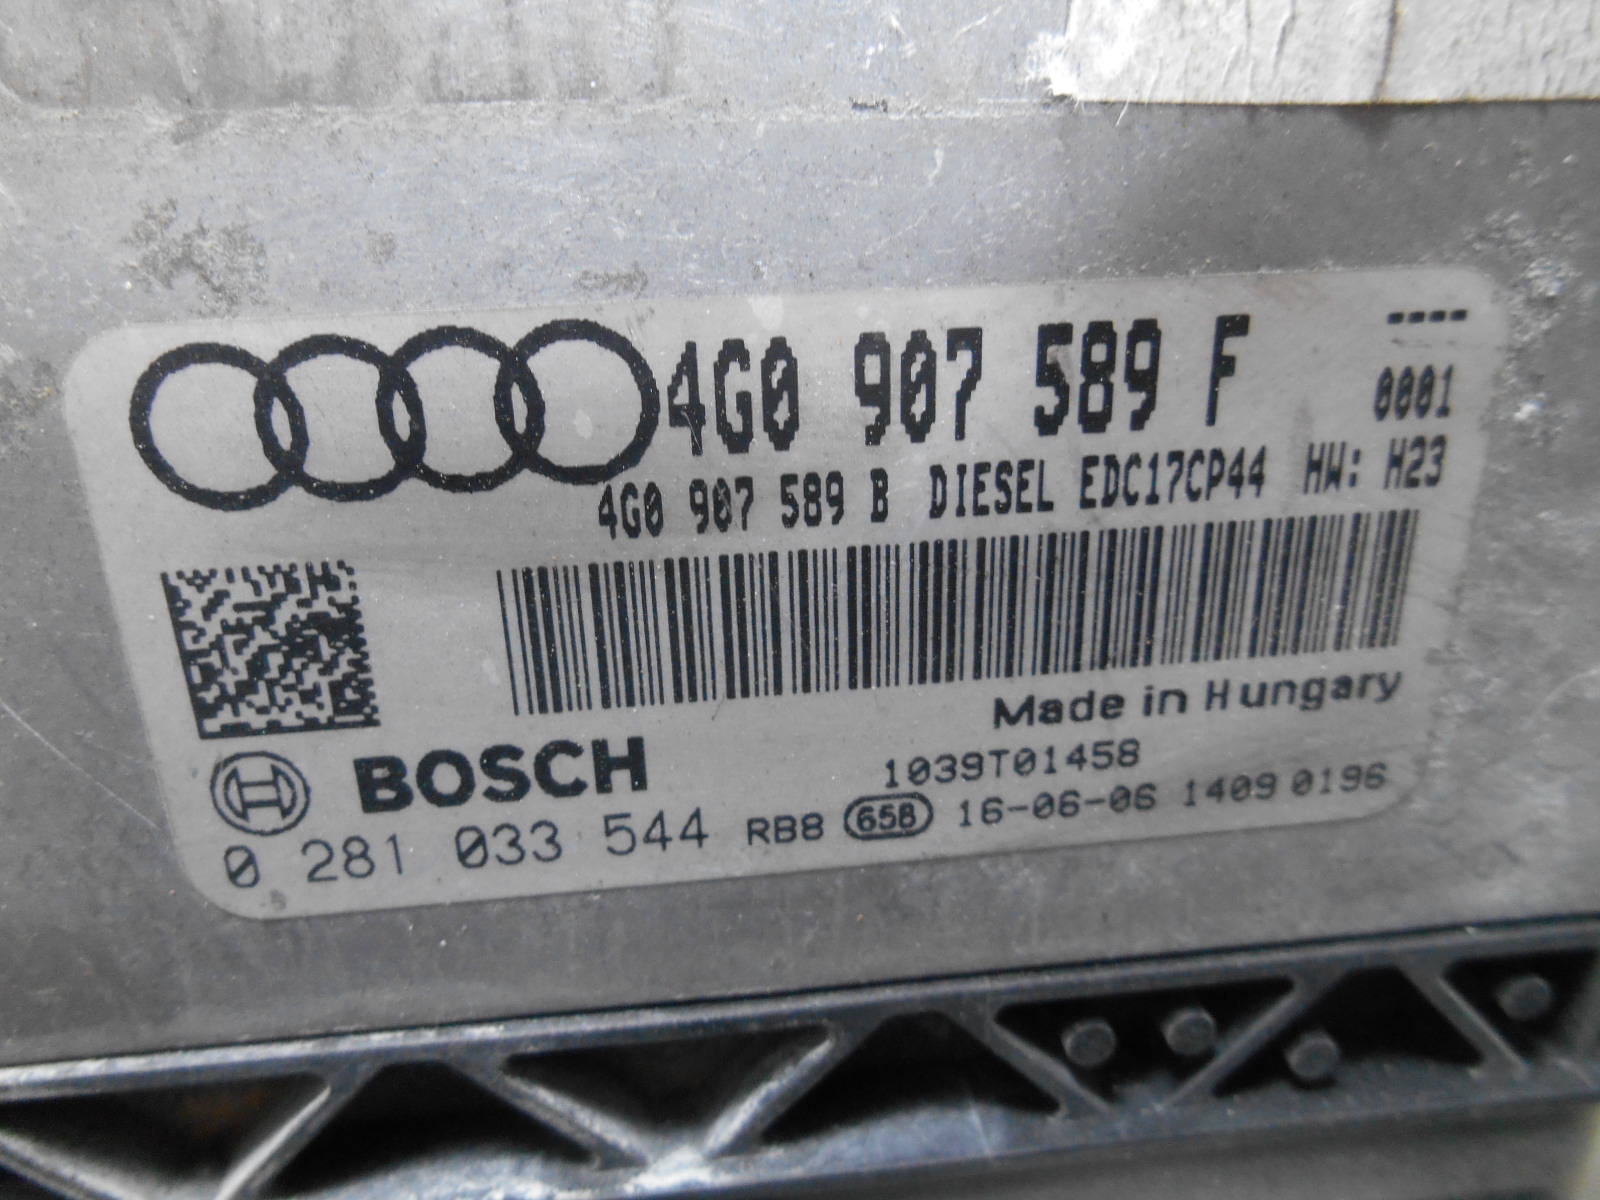 4G0 907 589 F ----
0001
4G0 907 589 B DIESEL EDC17CP44 HW: H23
Made in Hungary
BOSCH 1039T01458
0 281 033 544 RB8 658 16-06-06 1409 0196